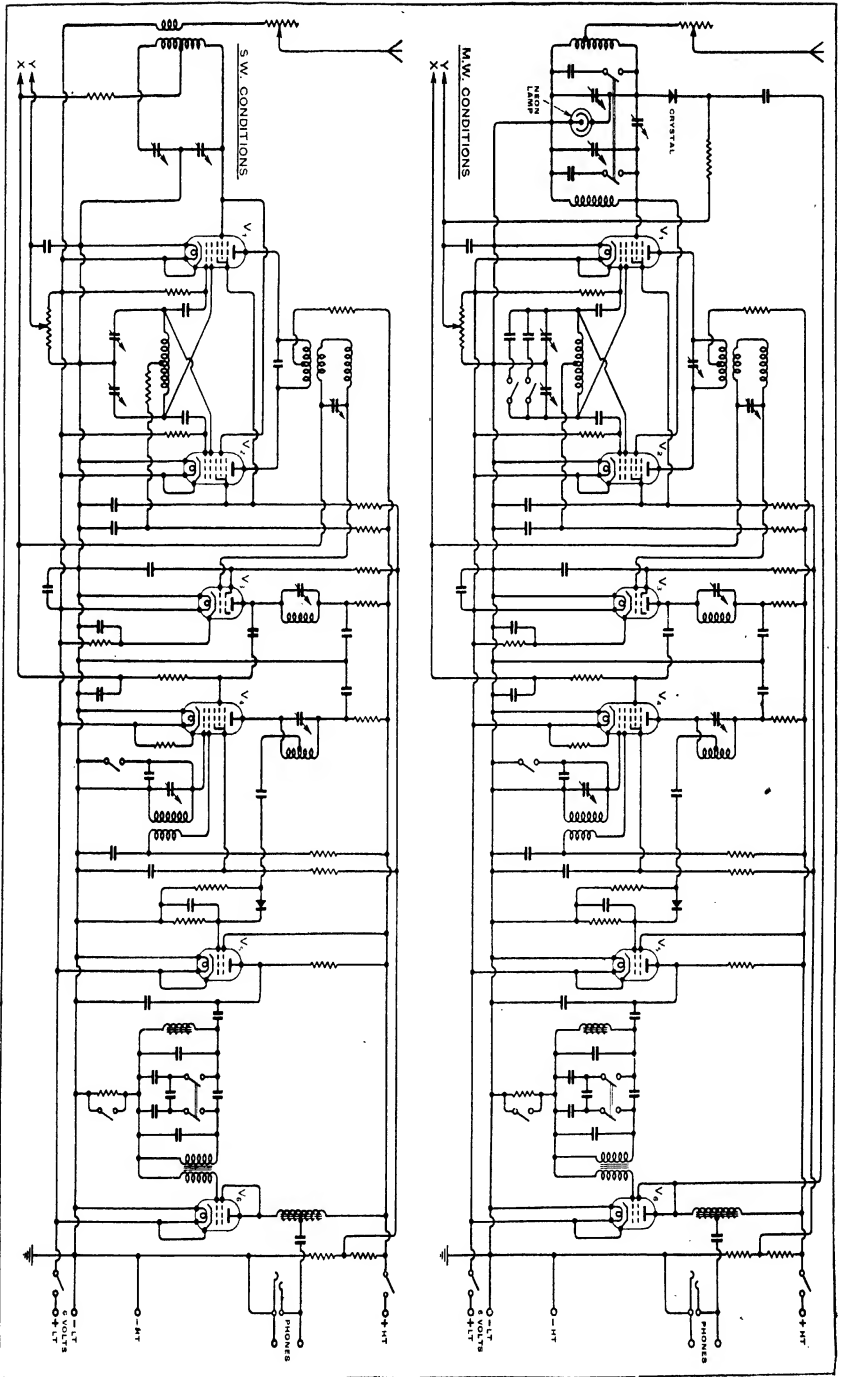 CRYSTAL
NEON
LAMP
M.W. CONDITIONS
Y
X
V₁
V₂
V₃
V₄
V₅
V₆
+ HT
PHONES
- HT
- LT
6 VOLTS
+ LT
S.W. CONDITIONS
Y
X
V₁
V₂
V₃
V₄
V₅
V₆
+ HT
PHONES
- HT
- LT
6 VOLTS
+ LT